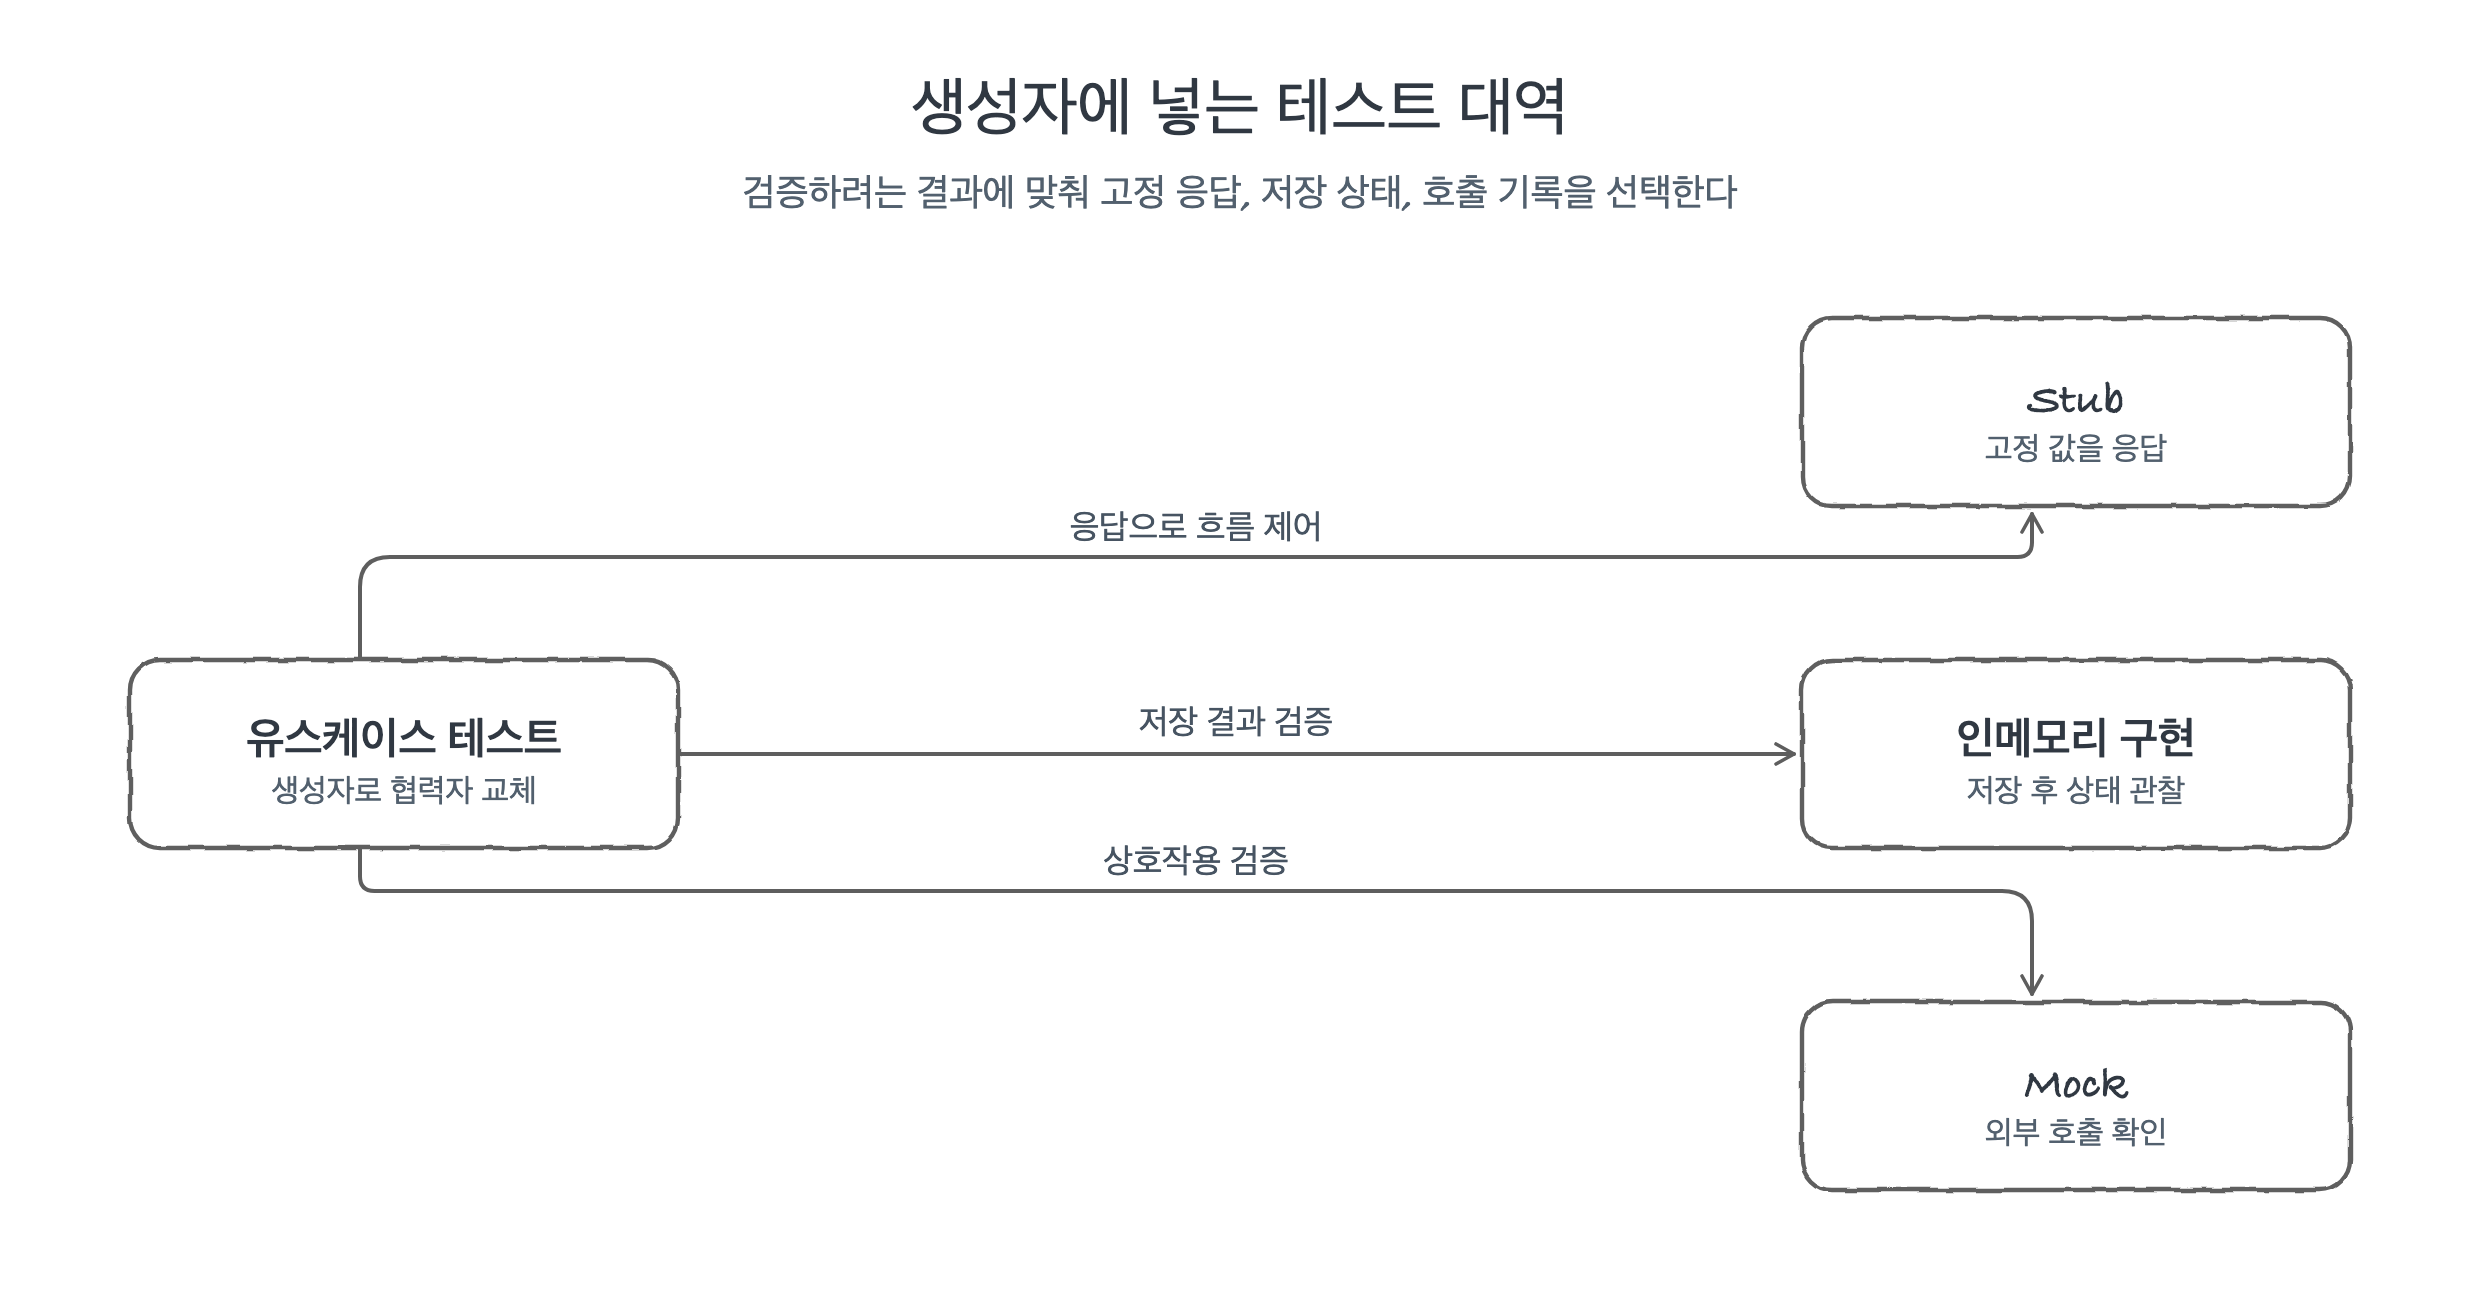 생성자에 넣는 테스트 대역
검증하려는 결과에 맞춰 고정 응답, 저장 상태, 호출 기록을 선택한다
Stub
고정 값을 응답
응답으로 흐름 제어
유스케이스 테스트
생성자로 협력자 교체
저장 결과 검증
인메모리 구현
저장 후 상태 관찰
상호작용 검증
Mock
외부 호출 확인